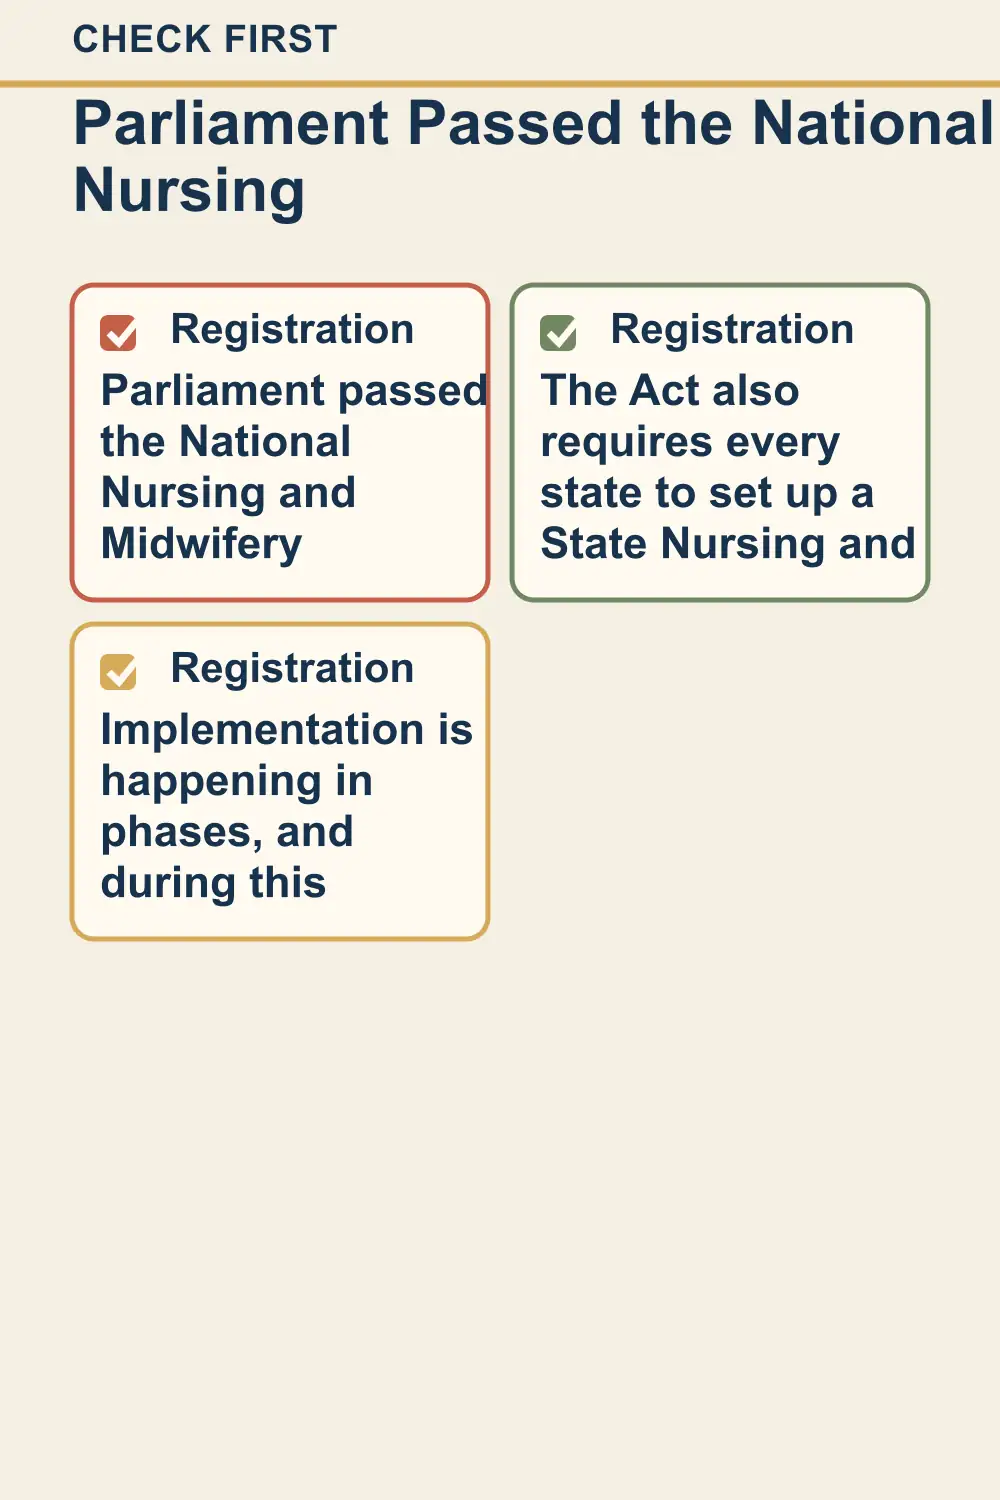 CHECK FIRST
Parliament Passed the National
Nursing
Registration
Parliament passed
the National
Nursing and
Midwifery
Registration
The Act also
requires every
state to set up a
State Nursing and
Registration
Implementation is
happening in
phases, and
during this